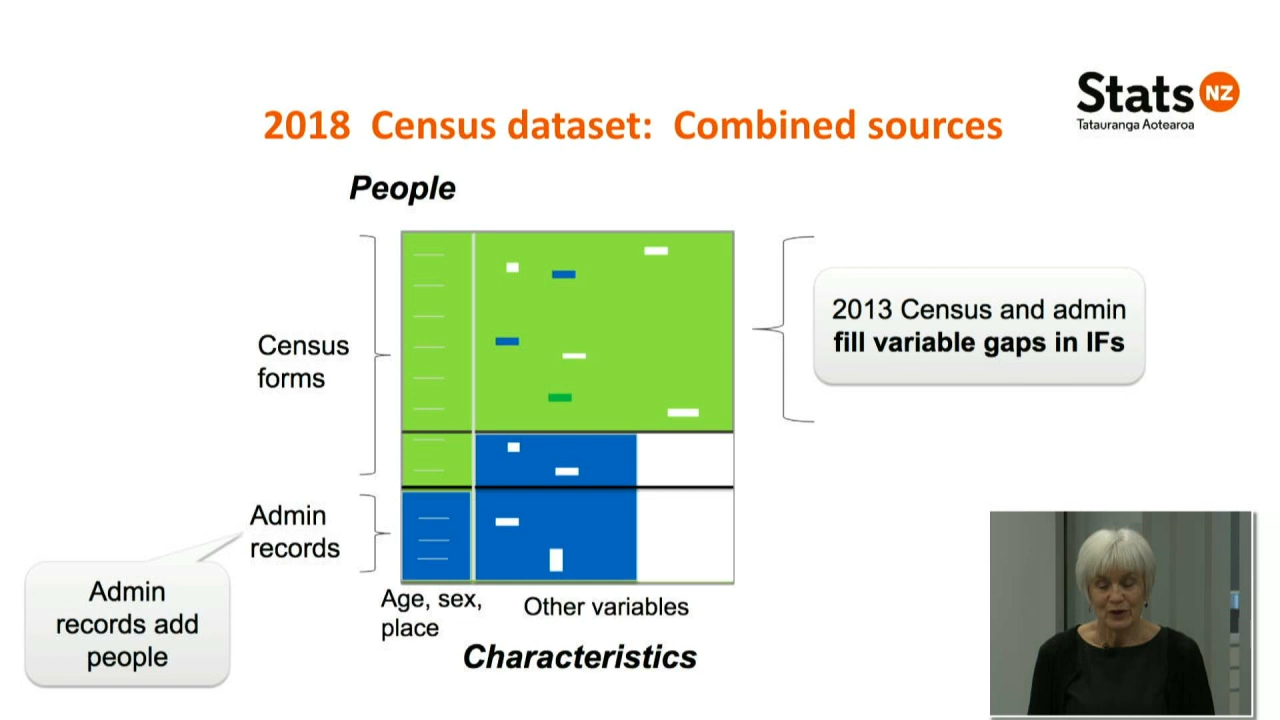 Stats NZ
Tatauranga Aotearoa
2018 Census dataset: Combined sources
People
Census
forms
2013 Census and admin
fill variable gaps in IFs
Admin
records
Admin
records add
people
Age, sex,
place
Other variables
Characteristics